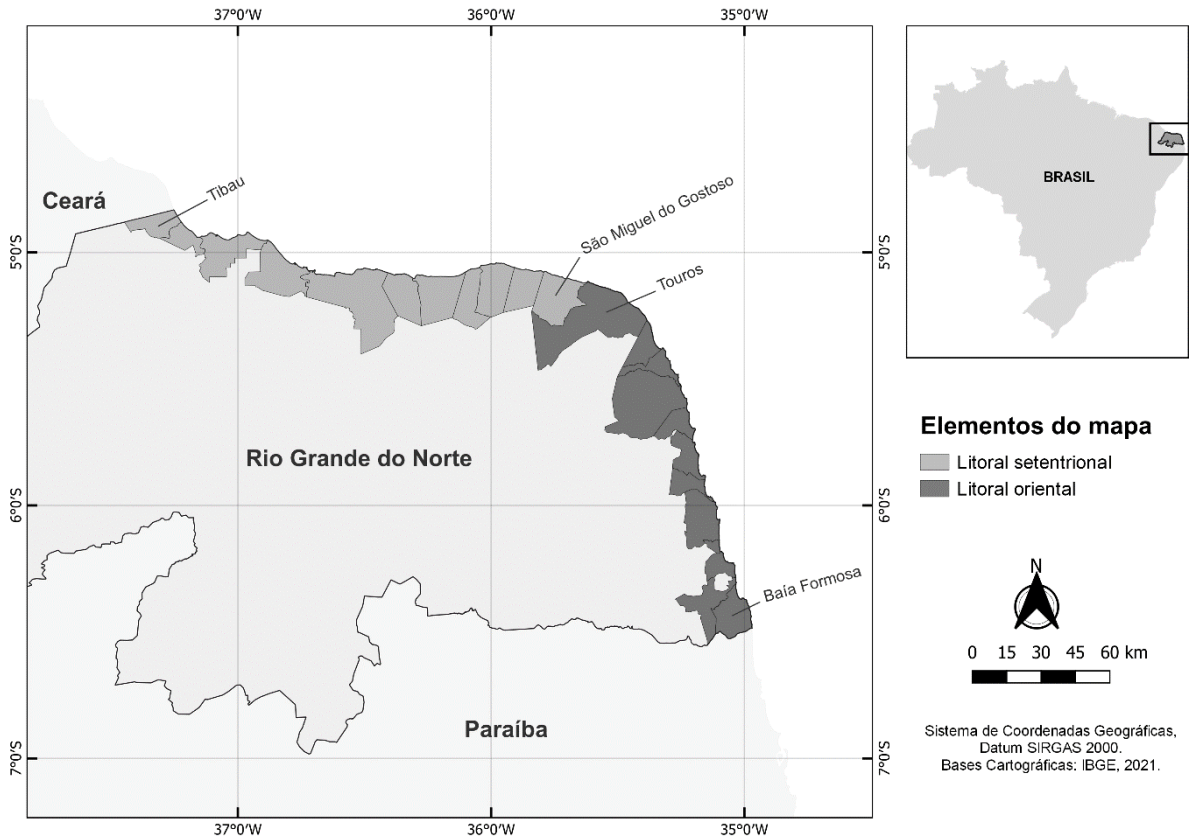 37°0'W 36°0'W 35°0'W
Ceará
Tibau
São Miguel do Gostoso
Touros
5°0'S 5°0'S
Rio Grande do Norte
6°0'S 6°0'S
Baía Formosa
Paraíba
7°0'S 7°0'S
37°0'W 36°0'W 35°0'W
BRASIL
Elementos do mapa
Litoral setentrional
Litoral oriental
N
0 15 30 45 60 km
Sistema de Coordenadas Geográficas,
Datum SIRGAS 2000.
Bases Cartográficas: IBGE, 2021.